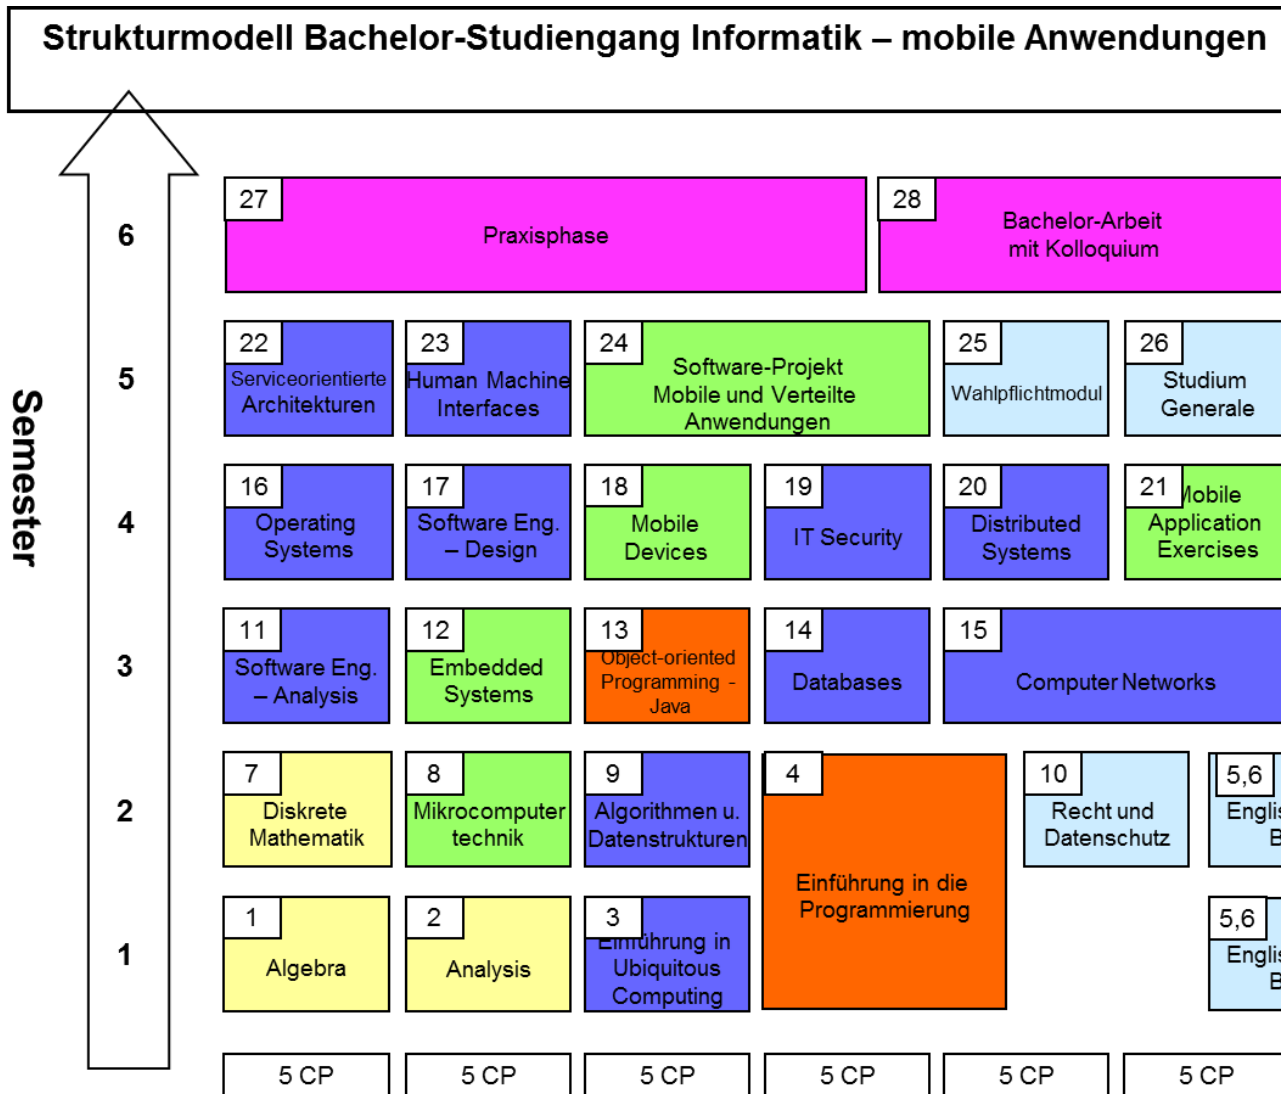 Strukturmodell Bachelor-Studiengang Informatik – mobile Anwendungen
Semester
6
27
Praxisphase
28
Bachelor-Arbeit
mit Kolloquium
5
22
Serviceorientierte
Architekturen
23
Human Machine
Interfaces
24
Software-Projekt
Mobile und Verteilte
Anwendungen
25
Wahlpflichtmodul
26
Studium
Generale
4
16
Operating
Systems
17
Software Eng.
– Design
18
Mobile
Devices
19
IT Security
20
Distributed
Systems
21
Mobile
Application
Exercises
3
11
Software Eng.
– Analysis
12
Embedded
Systems
13
Object-oriented
Programming -
Java
14
Databases
15
Computer Networks
2
7
Diskrete
Mathematik
8
Mikrocomputer
technik
9
Algorithmen u.
Datenstrukturen
4
Einführung in die
Programmierung
10
Recht und
Datenschutz
5,6
Englis
B
1
1
Algebra
2
Analysis
3
Einführung in
Ubiquitous
Computing
5,6
Englis
B
5 CP
5 CP
5 CP
5 CP
5 CP
5 CP